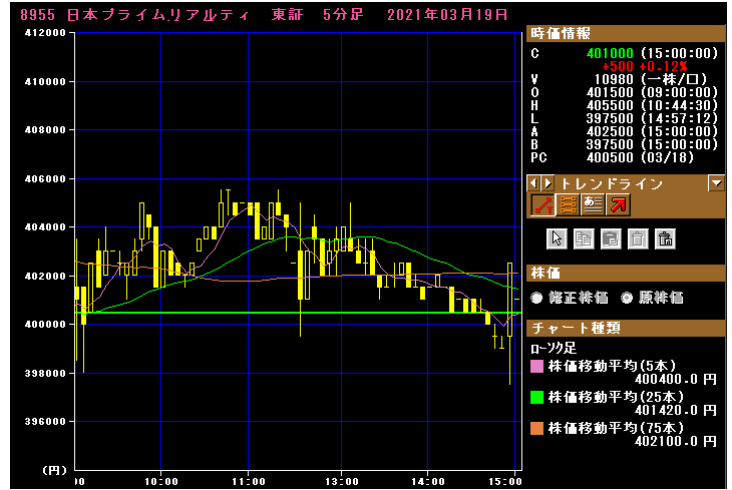 8955 日本プライムリアルティ 東証 5分足 2021年03月19日
412000
410000
408000
406000
404000
402000
400000
398000
396000
(円)
00 10:00 11:00 13:00 14:00 15:00
時価情報
C 401000 (15:00:00)
+500 +0.12%
V 10980 (一株/口)
O 401500 (09:00:00)
H 405500 (10:44:30)
L 397500 (14:57:12)
A 402500 (15:00:00)
B 397500 (15:00:00)
PC 400500 (03/18)
トレンドライン
あ
株価
修正株価 原株価
チャート種類
ローソク足
株価移動平均(5本)
400400.0 円
株価移動平均(25本)
401420.0 円
株価移動平均(75本)
402100.0 円